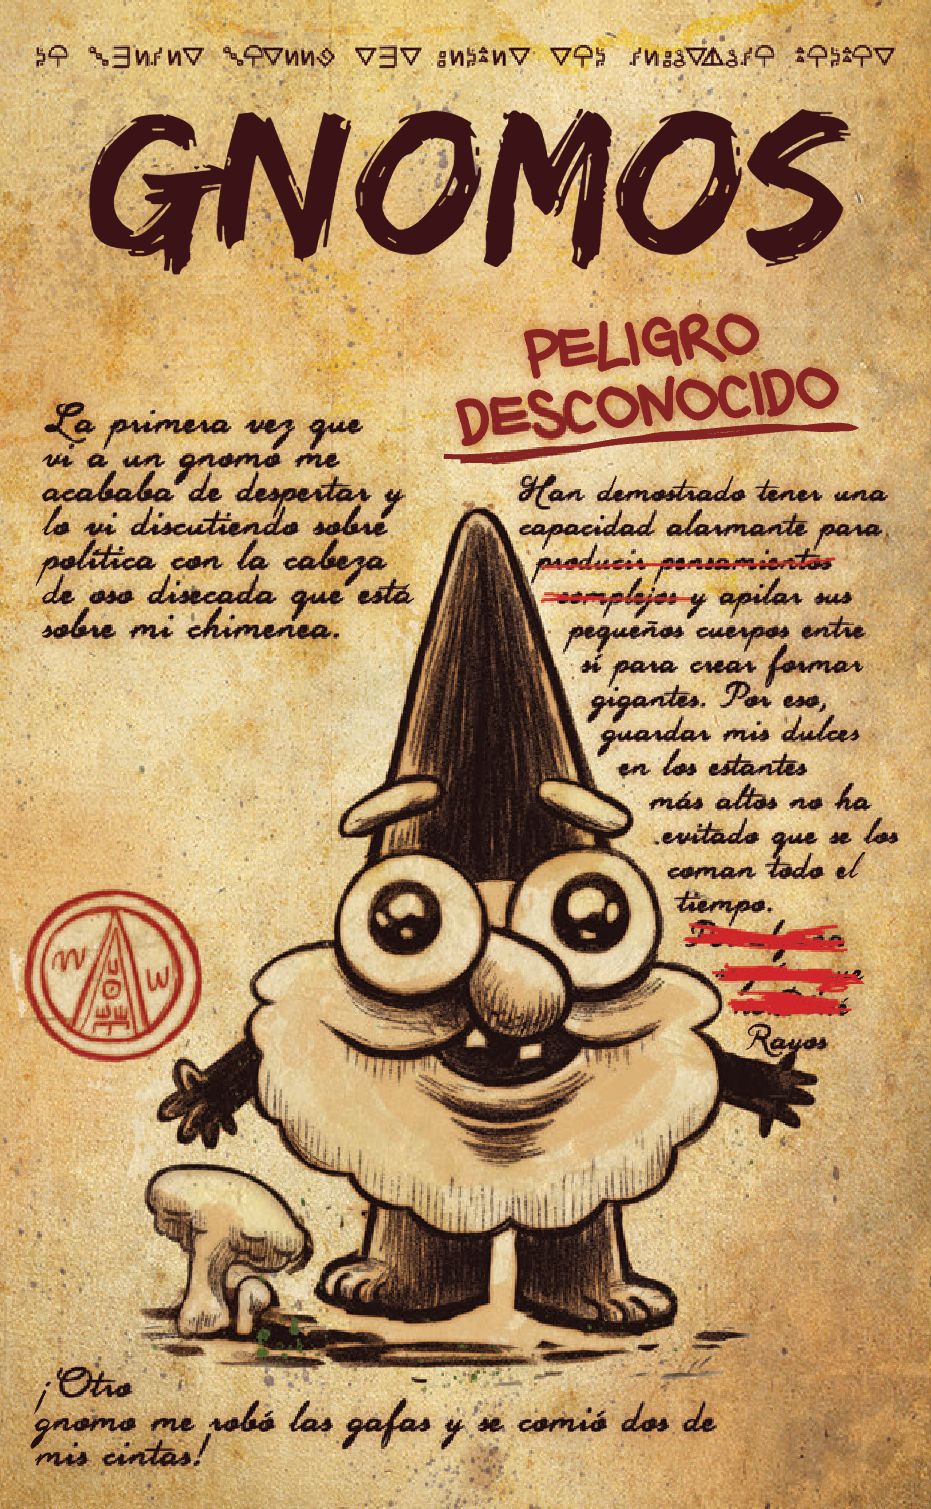 GNOMOS
PELIGRO
DESCONOCIDO
La primera vez que
vi a un gnomo me
acababa de despertar y
lo vi discutiendo sobre
política con la cabeza
de oso disecada que está
sobre mi chimenea.
Han demostrado tener una
capacidad alarmante para
producir pensamientos
complejos y apilar sus
pequeños cuerpos entre
sí para crear formar
gigantes. Por eso,
guardar mis dulces
en los estantes
más altos no ha
.evitado que se los
coman todo el
tiempo.
Rayos
W W
¡Otro
gnomo me robó las gafas y se comió dos de
mis cintas!